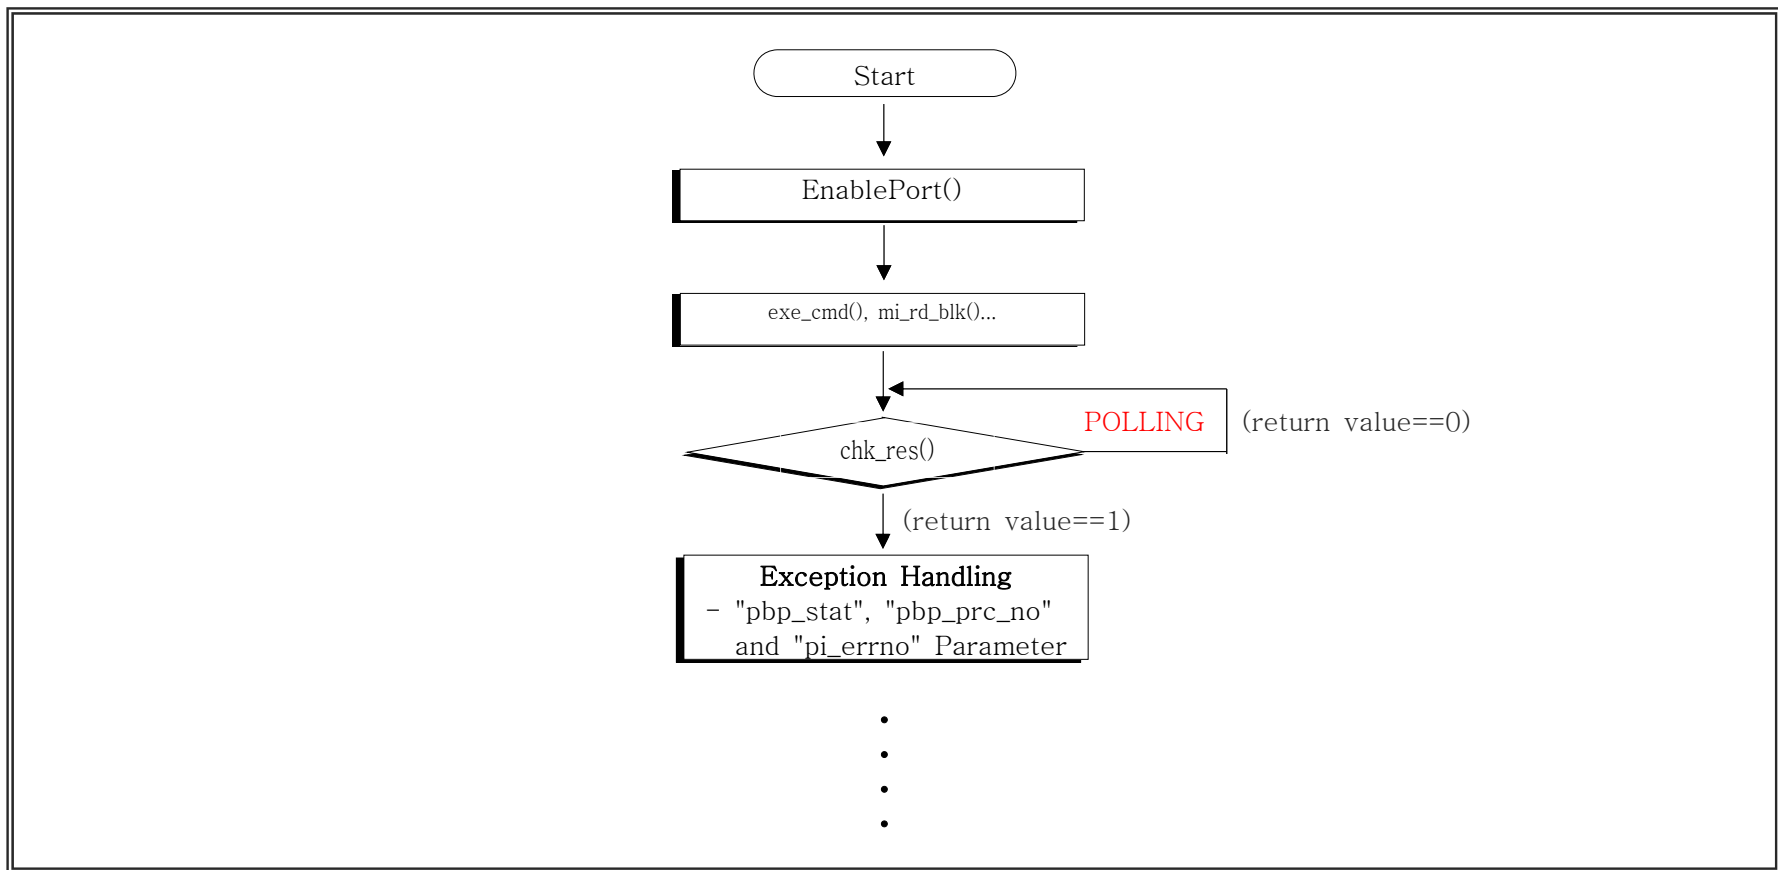 Start
EnablePort()
exe_cmd(), mi_rd_blk()...
POLLING (return value==0)
chk_res()
(return value==1)
Exception Handling
- "pbp_stat", "pbp_prc_no"
and "pi_errno" Parameter